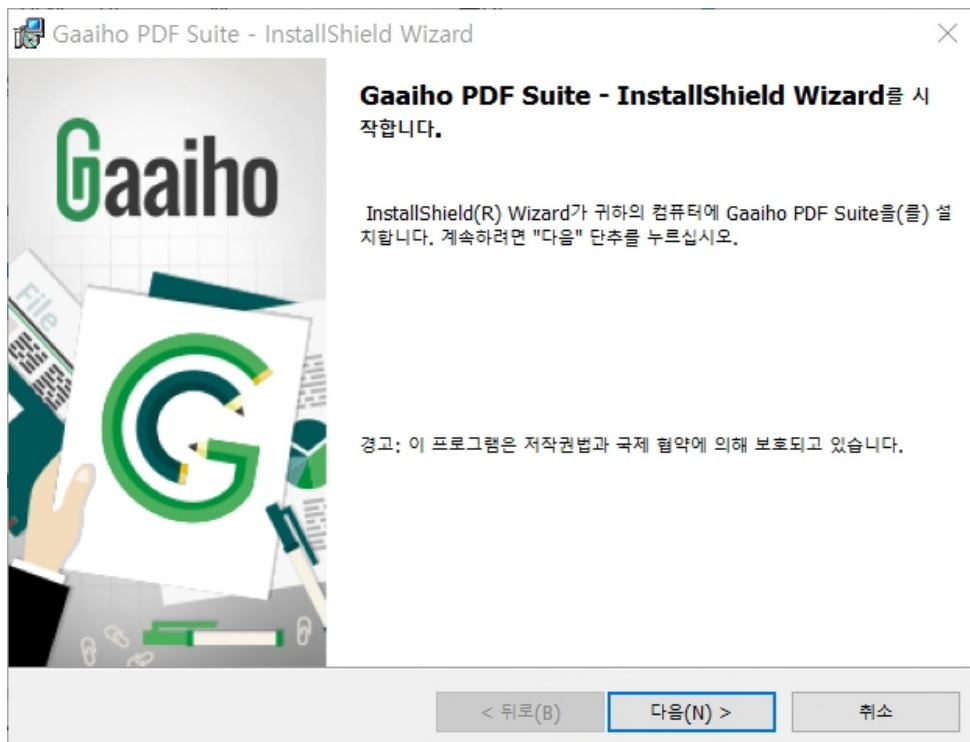 Gaaiho PDF Suite - InstallShield Wizard
Gaaiho PDF Suite - InstallShield Wizard를 시
작합니다.
Gaaiho
InstallShield(R) Wizard가 귀하의 컴퓨터에 Gaaiho PDF Suite을(를) 설
치합니다. 계속하려면 "다음" 단추를 누르십시오.
File
경고: 이 프로그램은 저작권법과 국제 협약에 의해 보호되고 있습니다.
< 뒤로(B)
다음(N) >
취소